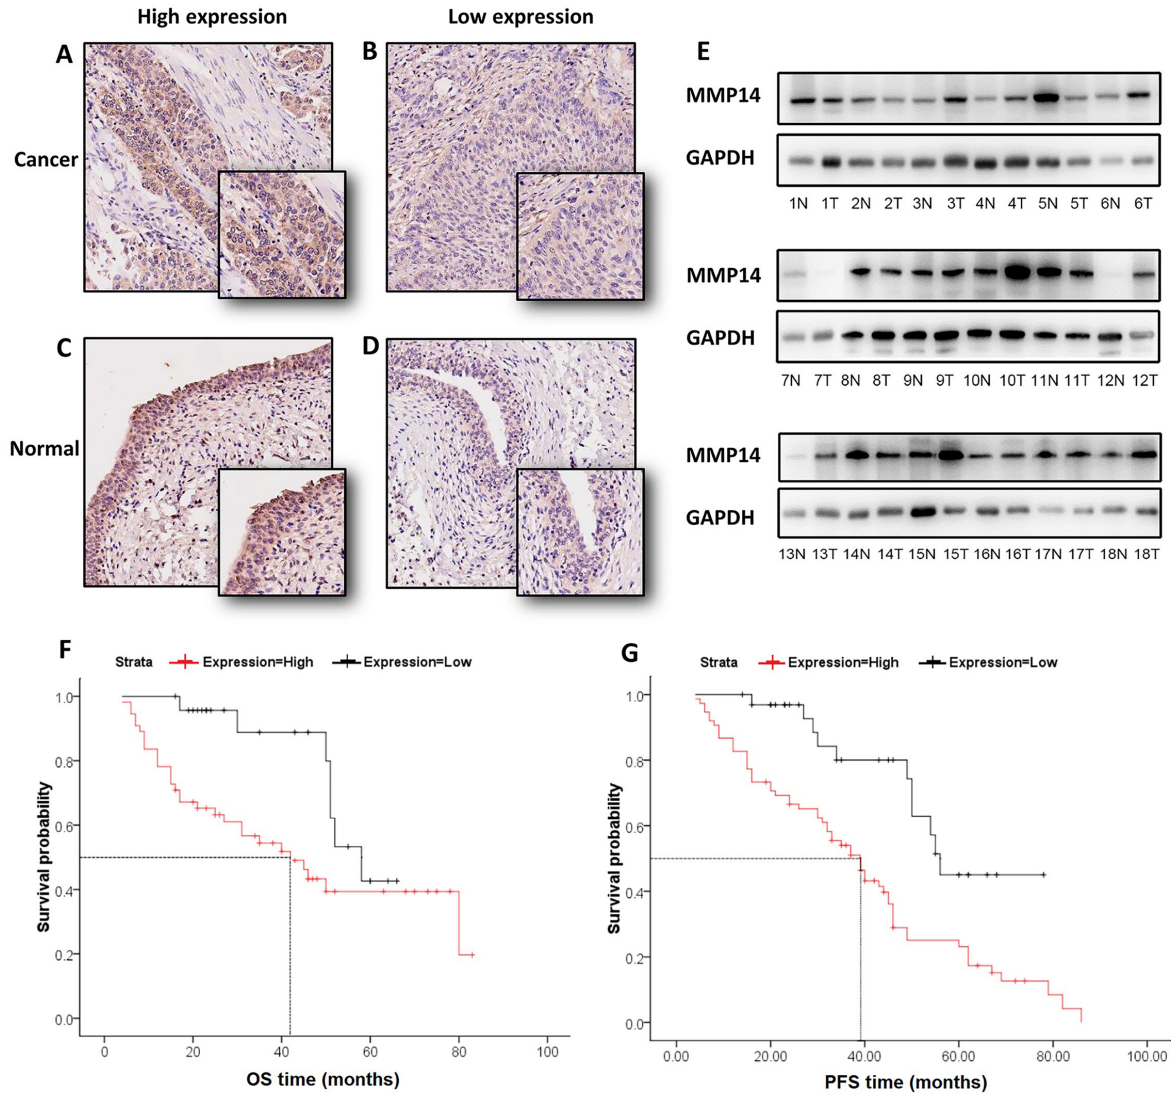 High expression
Low expression
A
B
Cancer
C
D
Normal
E
MMP14
GAPDH
1N 1T 2N 2T 3N 3T 4N 4T 5N 5T 6N 6T
MMP14
GAPDH
7N 7T 8N 8T 9N 9T 10N 10T 11N 11T 12N 12T
MMP14
GAPDH
13N 13T 14N 14T 15N 15T 16N 16T 17N 17T 18N 18T
F
Strata Expression=High Expression=Low
Survival probability
1.0
0.8
0.6
0.4
0.2
0.0
0 20 40 60 80 100
OS time (months)
G
Strata Expression=High Expression=Low
Survival probability
1.0
0.8
0.6
0.4
0.2
0.0
0.00 20.00 40.00 60.00 80.00 100.00
PFS time (months)